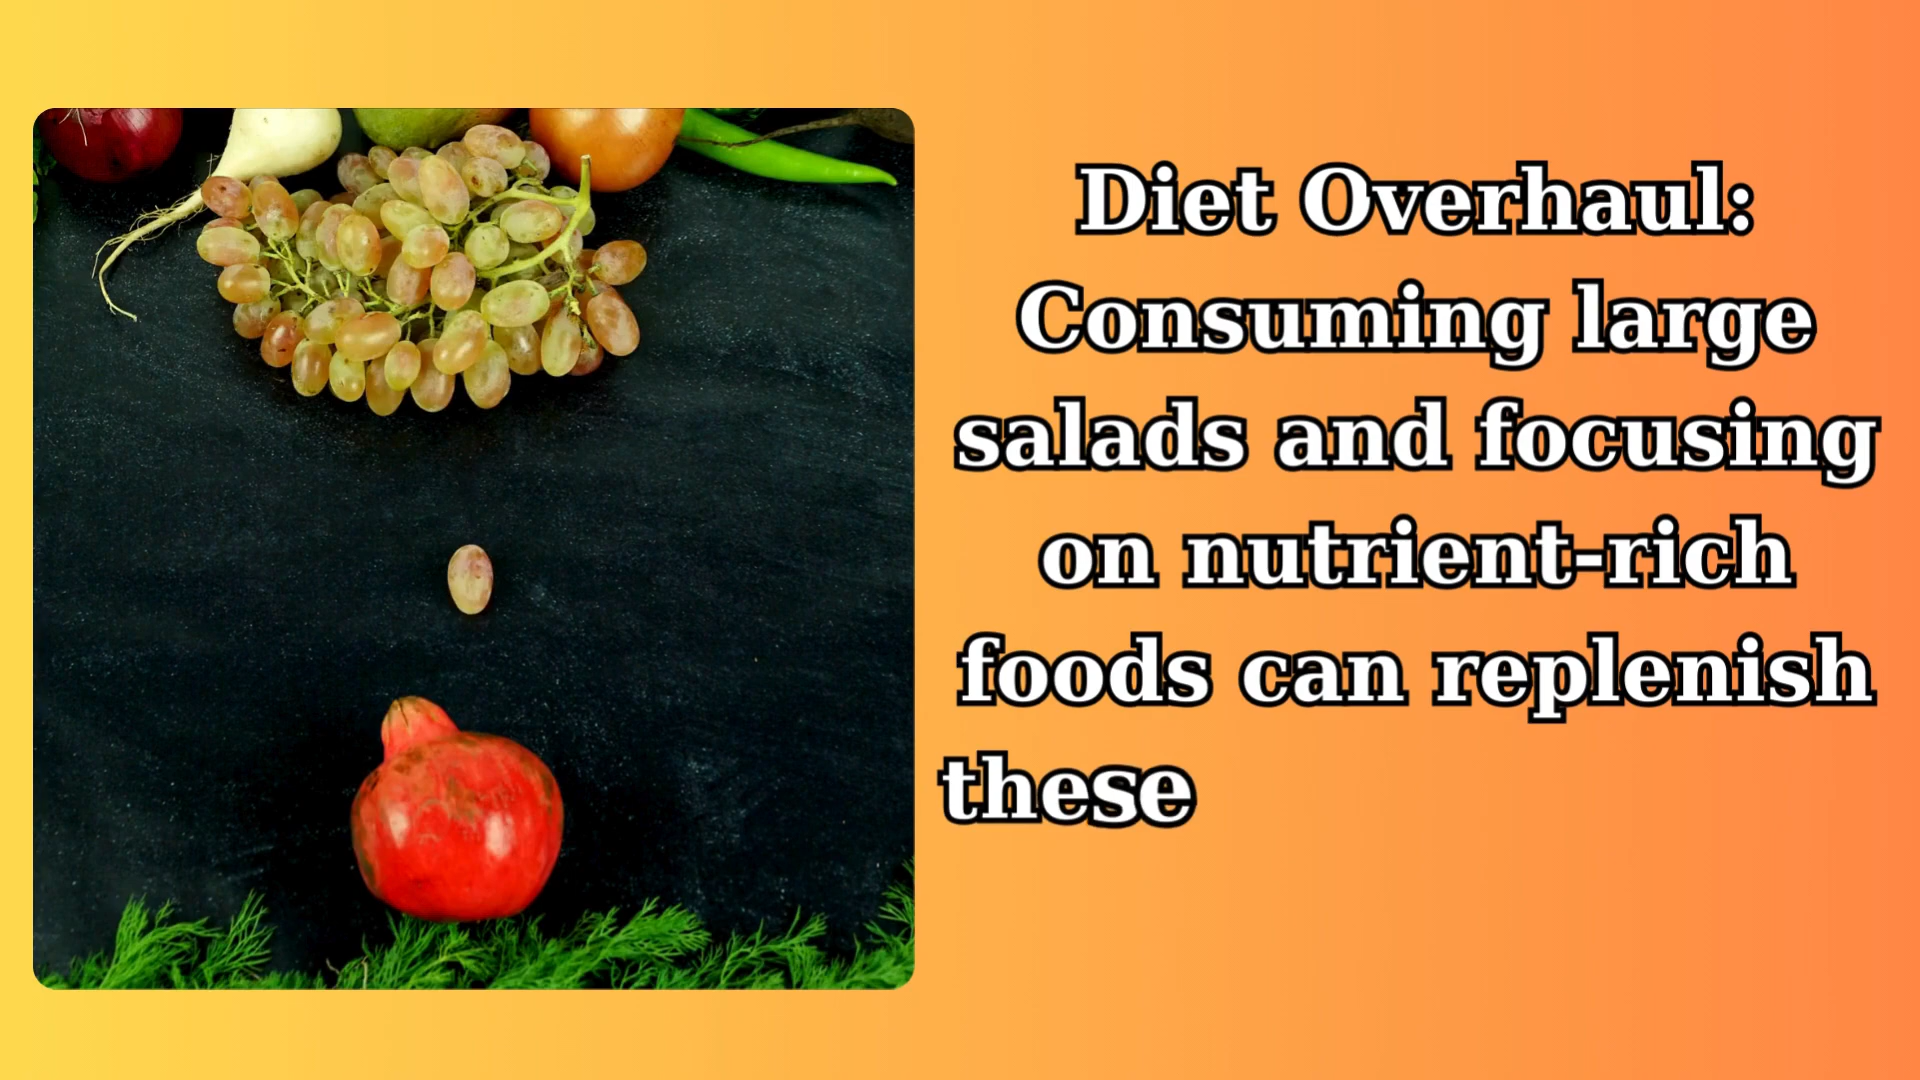 Diet Overhaul:
Consuming large
salads and focusing
on nutrient-rich
foods can replenish
these